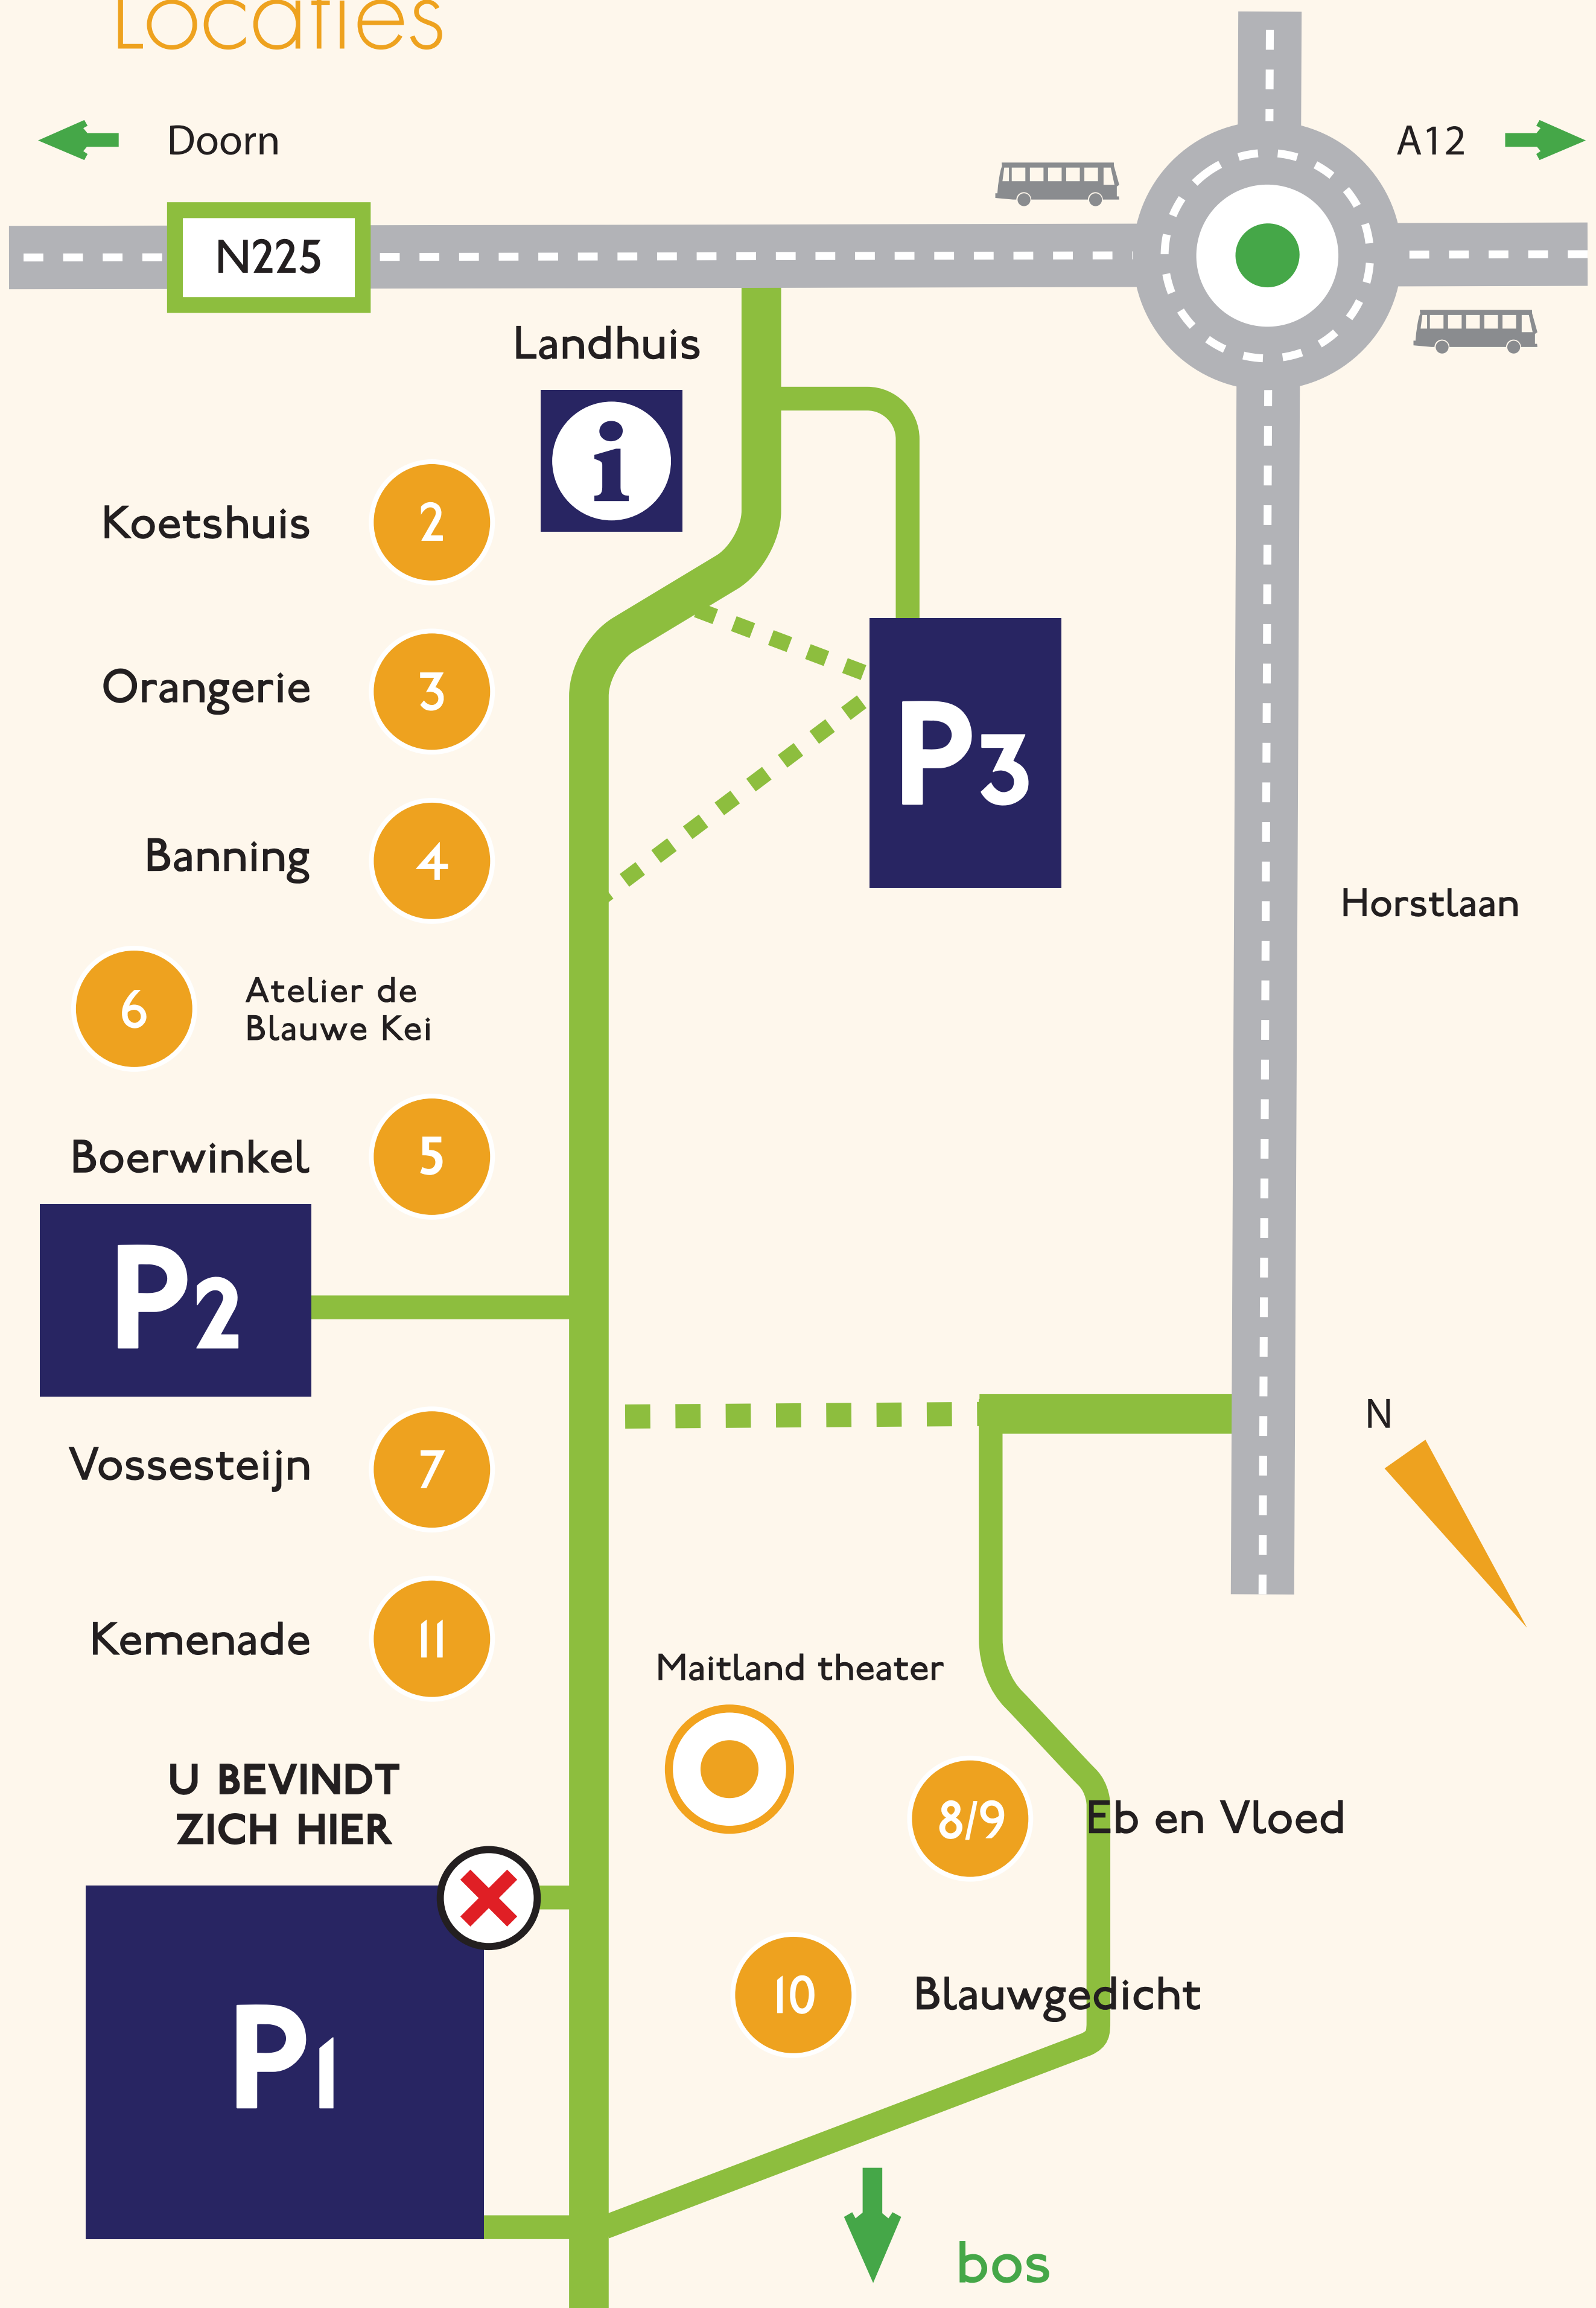 Locaties
Doorn
A12
N225
Landhuis
i
Koetshuis
2
Orangerie
3
P3
Banning
4
Horstlaan
6
Atelier de
Blauwe Kei
Boerwinkel
5
P2
N
Vossesteijn
7
Kemenade
11
Maitland theater
U BEVINDT
ZICH HIER
8/9
Eb en Vloed
10
Blauwgedicht
P1
bos